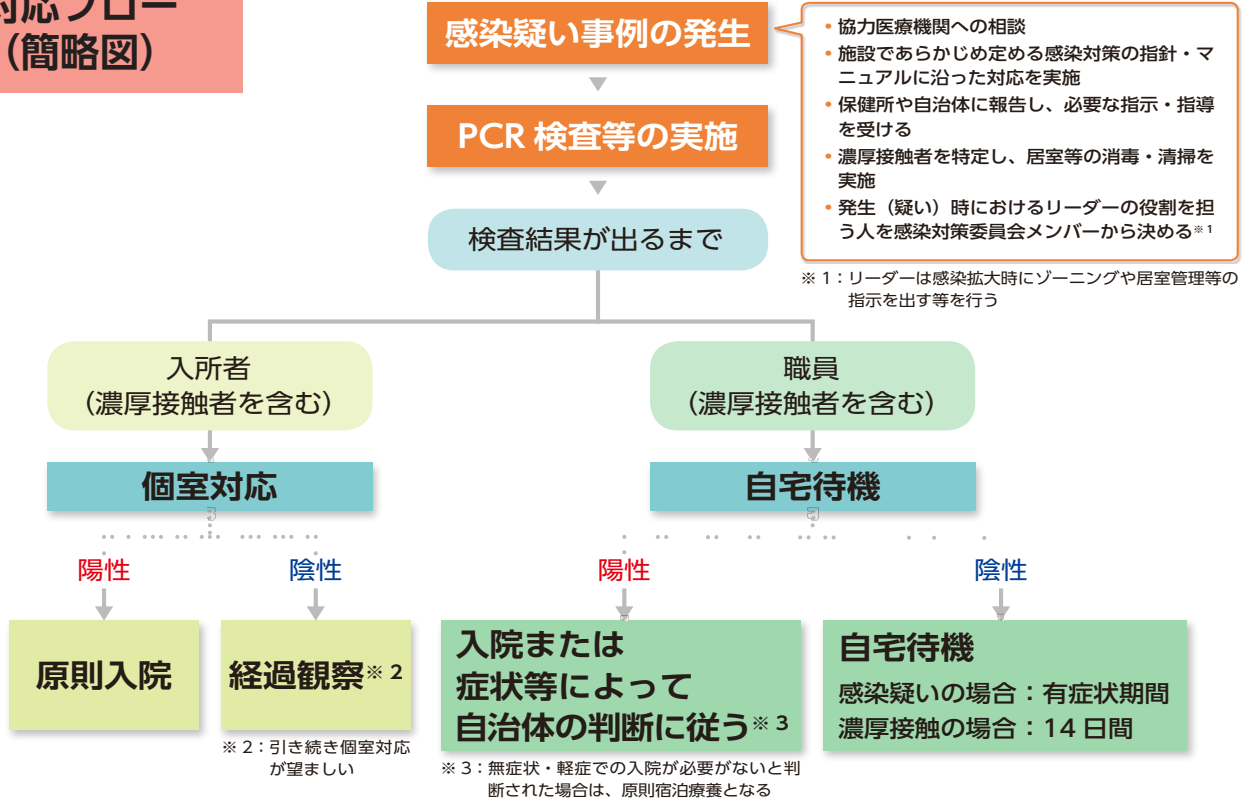 対応フロー
（簡略図）
感染疑い事例の発生
• 協力医療機関への相談
• 施設であらかじめ定める感染対策の指針・マ
ニュアルに沿った対応を実施
• 保健所や自治体に報告し、必要な指示・指導
を受ける
• 濃厚接触者を特定し、居室等の消毒・清掃を
実施
• 発生（疑い）時におけるリーダーの役割を担
う人を感染対策委員会メンバーから決める※1
※1：リーダーは感染拡大時にゾーニングや居室管理等の
指示を出す等を行う
PCR 検査等の実施
検査結果が出るまで
入所者
（濃厚接触者を含む）
個室対応
陽性
原則入院
陰性
経過観察※2
※2：引き続き個室対応
が望ましい
職員
（濃厚接触者を含む）
自宅待機
陽性
入院または
症状等によって
自治体の判断に従う※3
※3：無症状・軽症での入院が必要がないと判
断された場合は、原則宿泊療養となる
陰性
自宅待機
感染疑いの場合：有症状期間
濃厚接触の場合：14 日間